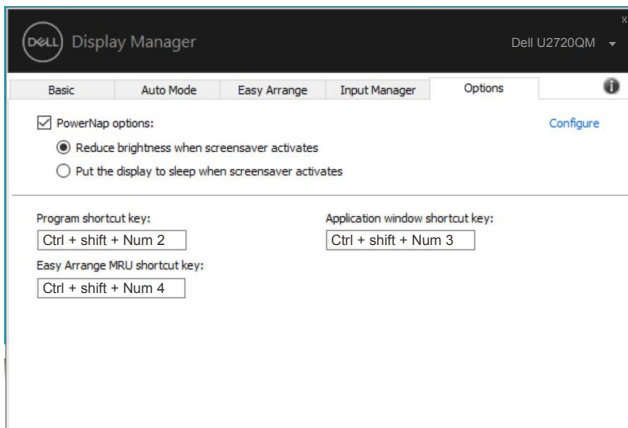 DELL Display Manager
Dell U2720QM
x
Basic Auto Mode Easy Arrange Input Manager Options i
PowerNap options: Configure
Reduce brightness when screensaver activates
Put the display to sleep when screensaver activates
Program shortcut key: Application window shortcut key:
Ctrl + shift + Num 2 Ctrl + shift + Num 3
Easy Arrange MRU shortcut key:
Ctrl + shift + Num 4